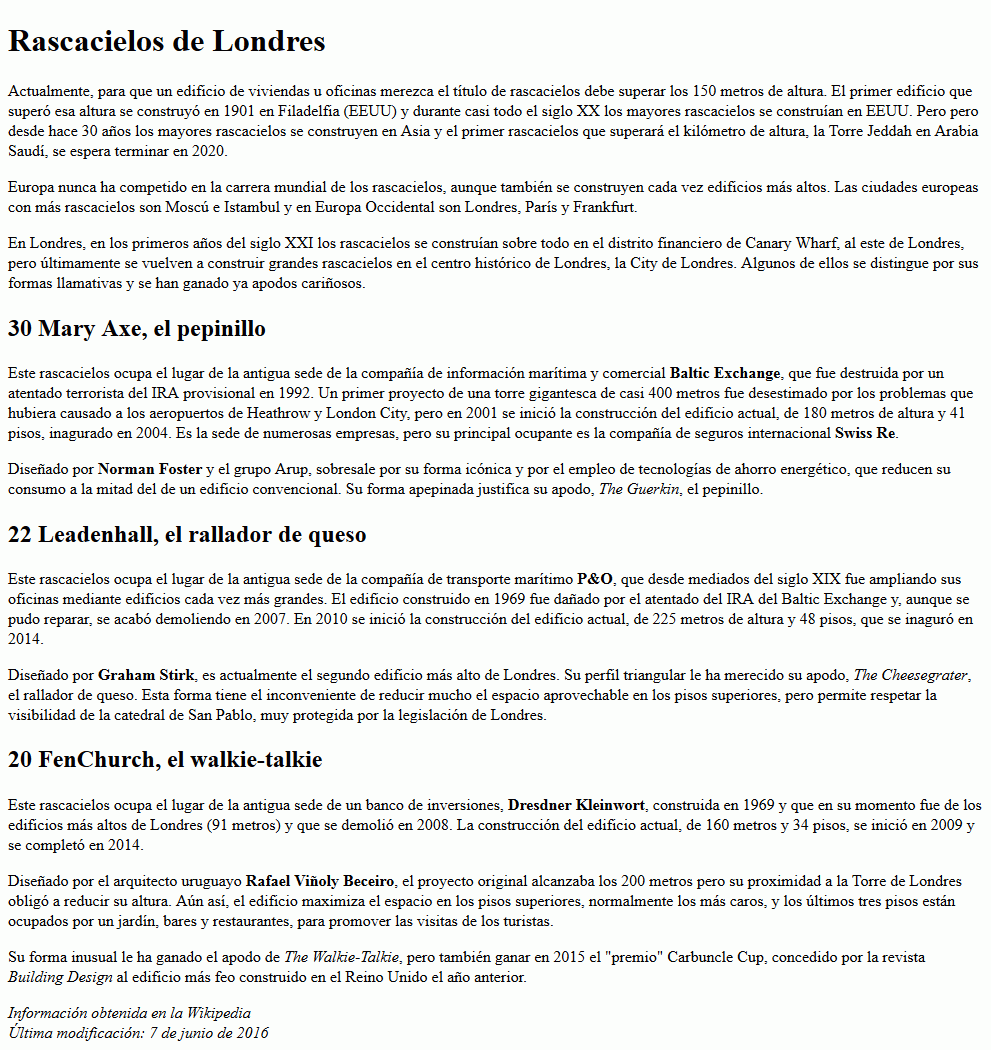 Rascacielos de Londres
Actualmente, para que un edificio de viviendas u oficinas merezca el título de rascacielos debe superar los 150 metros de altura. El primer edificio que
superó esa altura se construyó en 1901 en Filadelfia (EEUU) y durante casi todo el siglo XX los mayores rascacielos se construían en EEUU. Pero pero
desde hace 30 años los mayores rascacielos se construyen en Asia y el primer rascacielos que superará el kilómetro de altura, la Torre Jeddah en Arabia
Saudí, se espera terminar en 2020.
Europa nunca ha competido en la carrera mundial de los rascacielos, aunque también se construyen cada vez edificios más altos. Las ciudades europeas
con más rascacielos son Moscú e Istambul y en Europa Occidental son Londres, París y Frankfurt.
En Londres, en los primeros años del siglo XXI los rascacielos se construían sobre todo en el distrito financiero de Canary Wharf, al este de Londres,
pero últimamente se vuelven a construir grandes rascacielos en el centro histórico de Londres, la City de Londres. Algunos de ellos se distingue por sus
formas llamativas y se han ganado ya apodos cariñosos.
30 Mary Axe, el pepinillo
Este rascacielos ocupa el lugar de la antigua sede de la compañía de información marítima y comercial Baltic Exchange, que fue destruida por un
atentado terrorista del IRA provisional en 1992. Un primer proyecto de una torre gigantesca de casi 400 metros fue desestimado por los problemas que
hubiera causado a los aeropuertos de Heathrow y London City, pero en 2001 se inició la construcción del edificio actual, de 180 metros de altura y 41
pisos, inagurado en 2004. Es la sede de numerosas empresas, pero su principal ocupante es la compañía de seguros internacional Swiss Re.
Diseñado por Norman Foster y el grupo Arup, sobresale por su forma icónica y por el empleo de tecnologías de ahorro energético, que reducen su
consumo a la mitad del de un edificio convencional. Su forma apepinada justifica su apodo, The Guerkin, el pepinillo.
22 Leadenhall, el rallador de queso
Este rascacielos ocupa el lugar de la antigua sede de la compañía de transporte marítimo P&O, que desde mediados del siglo XIX fue ampliando sus
oficinas mediante edificios cada vez más grandes. El edificio construido en 1969 fue dañado por el atentado del IRA del Baltic Exchange y, aunque se
pudo reparar, se acabó demoliendo en 2007. En 2010 se inició la construcción del edificio actual, de 225 metros de altura y 48 pisos, que se inaguró en
2014.
Diseñado por Graham Stirk, es actualmente el segundo edificio más alto de Londres. Su perfil triangular le ha merecido su apodo, The Cheesegrater,
el rallador de queso. Esta forma tiene el inconveniente de reducir mucho el espacio aprovechable en los pisos superiores, pero permite respetar la
visibilidad de la catedral de San Pablo, muy protegida por la legislación de Londres.
20 FenChurch, el walkie-talkie
Este rascacielos ocupa el lugar de la antigua sede de un banco de inversiones, Dresdner Kleinwort, construida en 1969 y que en su momento fue de los
edificios más altos de Londres (91 metros) y que se demolió en 2008. La construcción del edificio actual, de 160 metros y 34 pisos, se inició en 2009 y
se completó en 2014.
Diseñado por el arquitecto uruguayo Rafael Viñoly Beceiro, el proyecto original alcanzaba los 200 metros pero su proximidad a la Torre de Londres
obligó a reducir su altura. Aún así, el edificio maximiza el espacio en los pisos superiores, normalmente los más caros, y los últimos tres pisos están
ocupados por un jardín, bares y restaurantes, para promover las visitas de los turistas.
Su forma inusual le ha ganado el apodo de The Walkie-Talkie, pero también ganar en 2015 el "premio" Carbuncle Cup, concedido por la revista
Building Design al edificio más feo construido en el Reino Unido el año anterior.
Información obtenida en la Wikipedia
Última modificación: 7 de junio de 2016